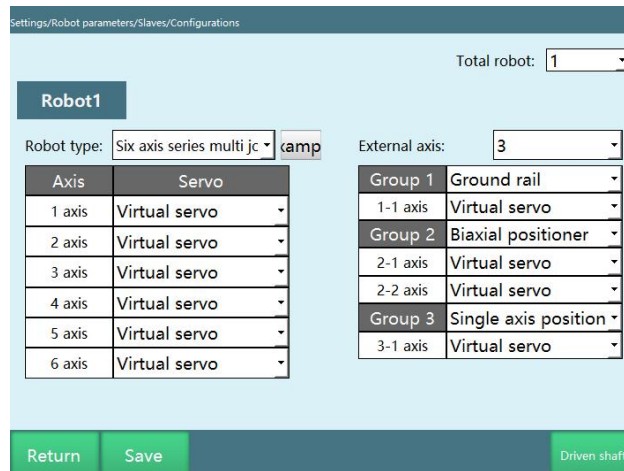 Settings/Robot parameters/Slaves/Configurations
Total robot: 1
Robot1
Robot type: Six axis series multi jc
External axis: 3
Axis Servo
1 axis Virtual servo
2 axis Virtual servo
3 axis Virtual servo
4 axis Virtual servo
5 axis Virtual servo
6 axis Virtual servo
Group 1 Ground rail
1-1 axis Virtual servo
Group 2 Biaxial positioner
2-1 axis Virtual servo
2-2 axis Virtual servo
Group 3 Single axis position
3-1 axis Virtual servo
Return Save Driven shaft